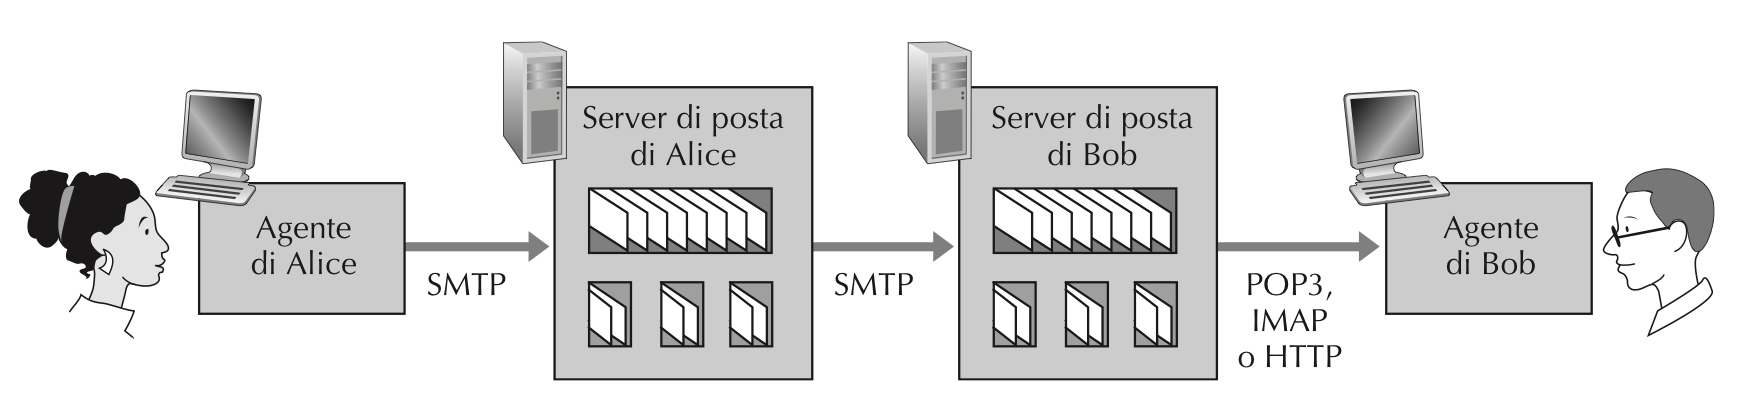 Agente
di Alice
SMTP
Server di posta
di Alice
SMTP
Server di posta
di Bob
POP3,
IMAP
o HTTP
Agente
di Bob